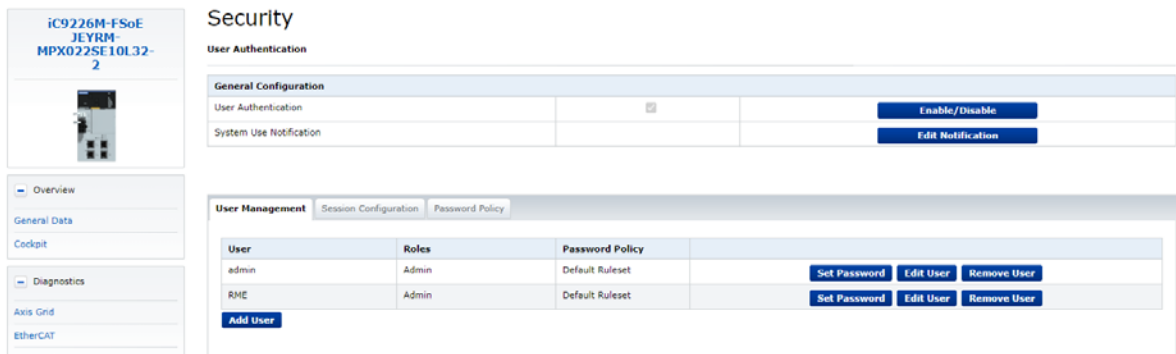 iC9226M-FSoE
JEYRM-
MPX022SE10L32-
2
Overview
General Data
Cockpit
Diagnostics
Axis Grid
EtherCAT
Security
User Authentication
General Configuration
User Authentication Enable/Disable
System Use Notification Edit Notification
User Management Session Configuration Password Policy
User Roles Password Policy
admin Admin Default Ruleset Set Password Edit User Remove User
RME Admin Default Ruleset Set Password Edit User Remove User
Add User